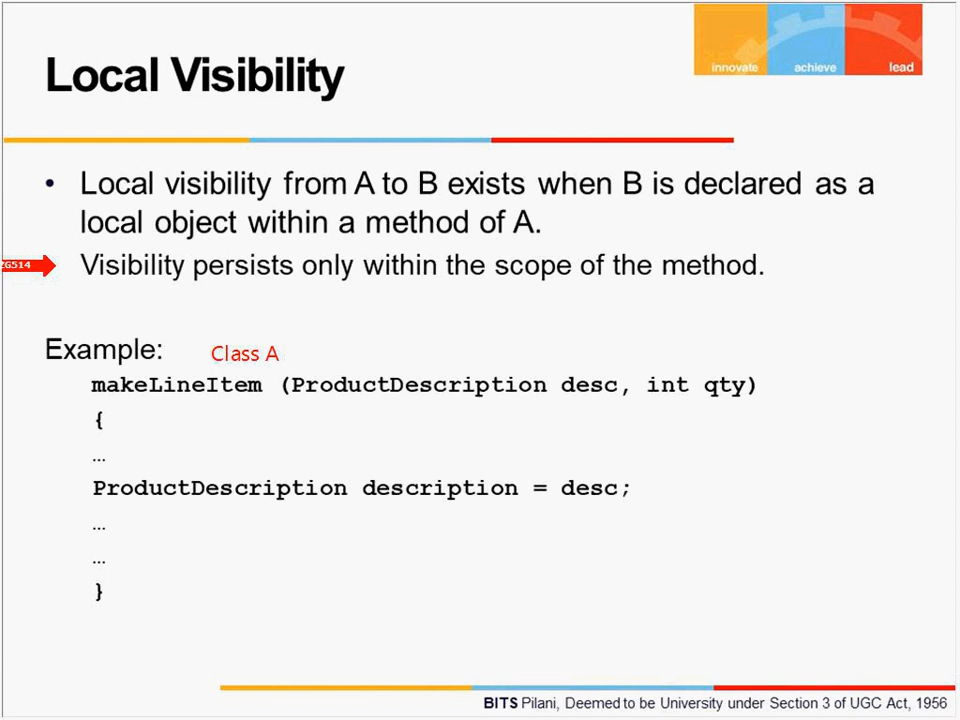 innovate achieve lead
Local Visibility
• Local visibility from A to B exists when B is declared as a
local object within a method of A.
ZG514
Visibility persists only within the scope of the method.
Example: Class A
makeLineItem (ProductDescription desc, int qty)
{
…
ProductDescription description = desc;
…
…
}
BITS Pilani, Deemed to be University under Section 3 of UGC Act, 1956